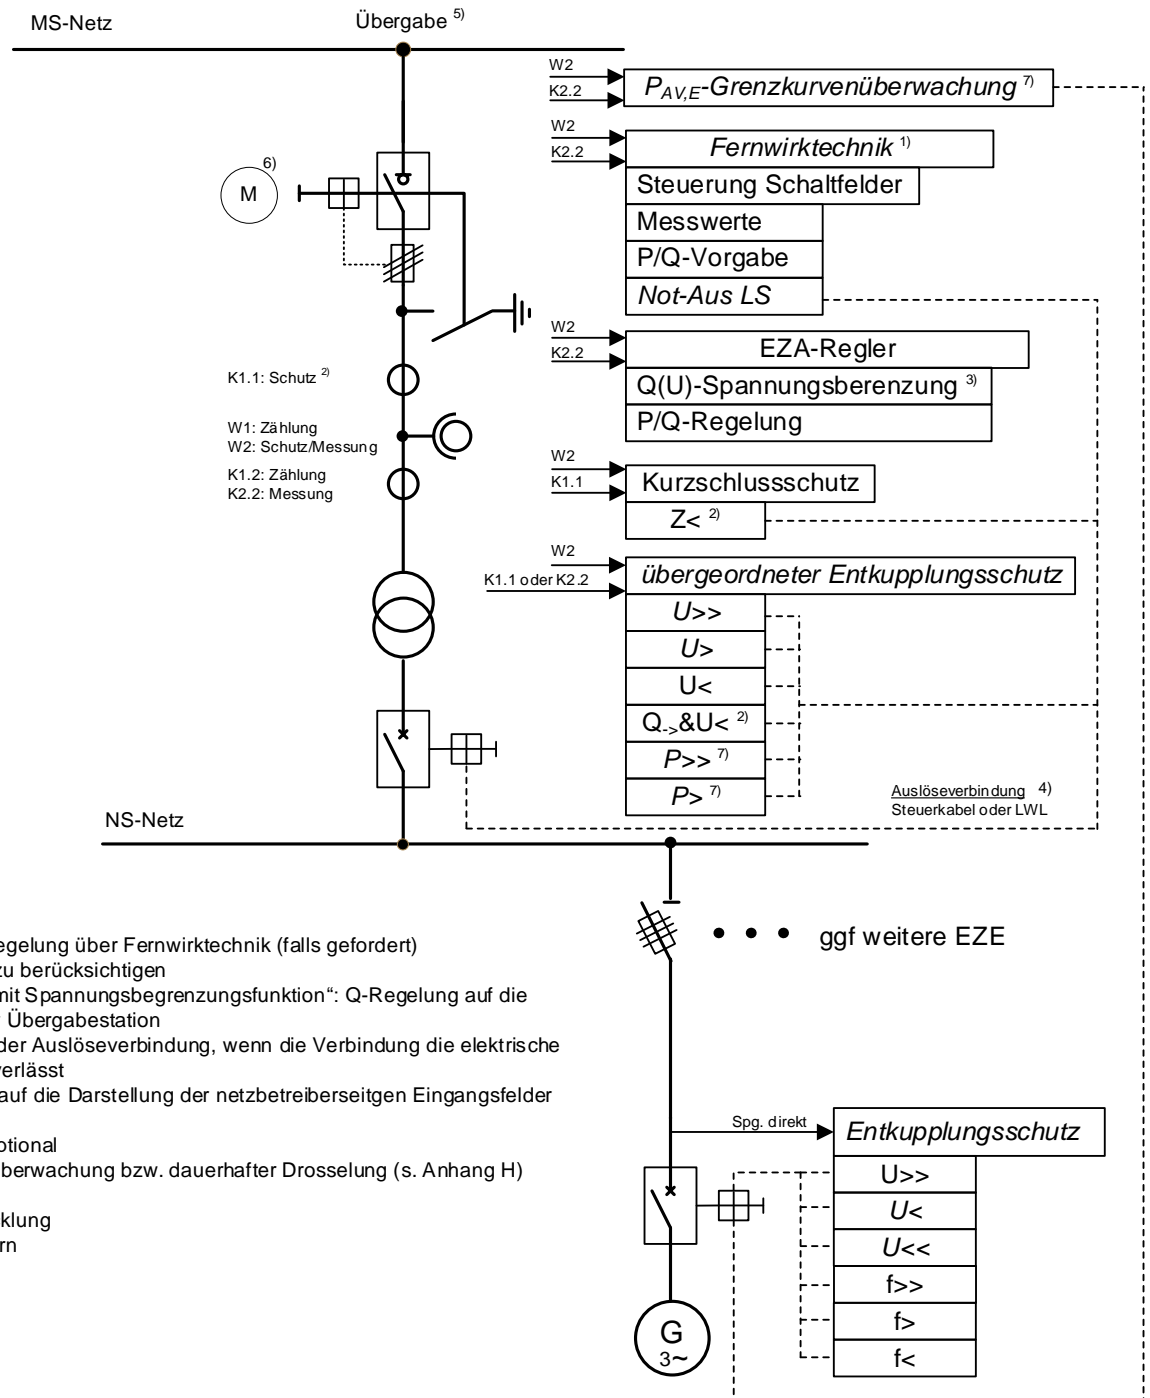 MS-Netz
Übergabe 5)
W2
K2.2
P_AV,E-Grenzkurvenüberwachung 7)
W2
K2.2
Fernwirktechnik 1)
Steuerung Schaltfelder
Messwerte
P/Q-Vorgabe
Not-Aus LS
6)
M
W2
K2.2
EZA-Regler
Q(U)-Spannungsberenzung 3)
P/Q-Regelung
K1.1: Schutz 2)
W1: Zählung
W2: Schutz/Messung
K1.2: Zählung
K2.2: Messung
W2
K1.1
Kurzschlussschutz
Z< 2)
W2
K1.1 oder K2.2
übergeordneter Entkupplungsschutz
U>>
U>
U<
Q->&U< 2)
P>> 7)
P> 7)
Auslöseverbindung 4)
Steuerkabel oder LWL
NS-Netz
egelung über Fernwirktechnik (falls gefordert)
zu berücksichtigen
mit Spannungsbegrenzungsfunktion“: Q-Regelung auf die
Übergabestation
der Auslöseverbindung, wenn die Verbindung die elektrische
verlässt
auf die Darstellung der netzbetreiberseitgen Eingangsfelder
otional
berwachung bzw. dauerhafter Drosselung (s. Anhang H)
klung
rn
ggf weitere EZE
Spg. direkt
Entkupplungsschutz
U>>
U<
U<<
f>>
f>
f<
G
3~